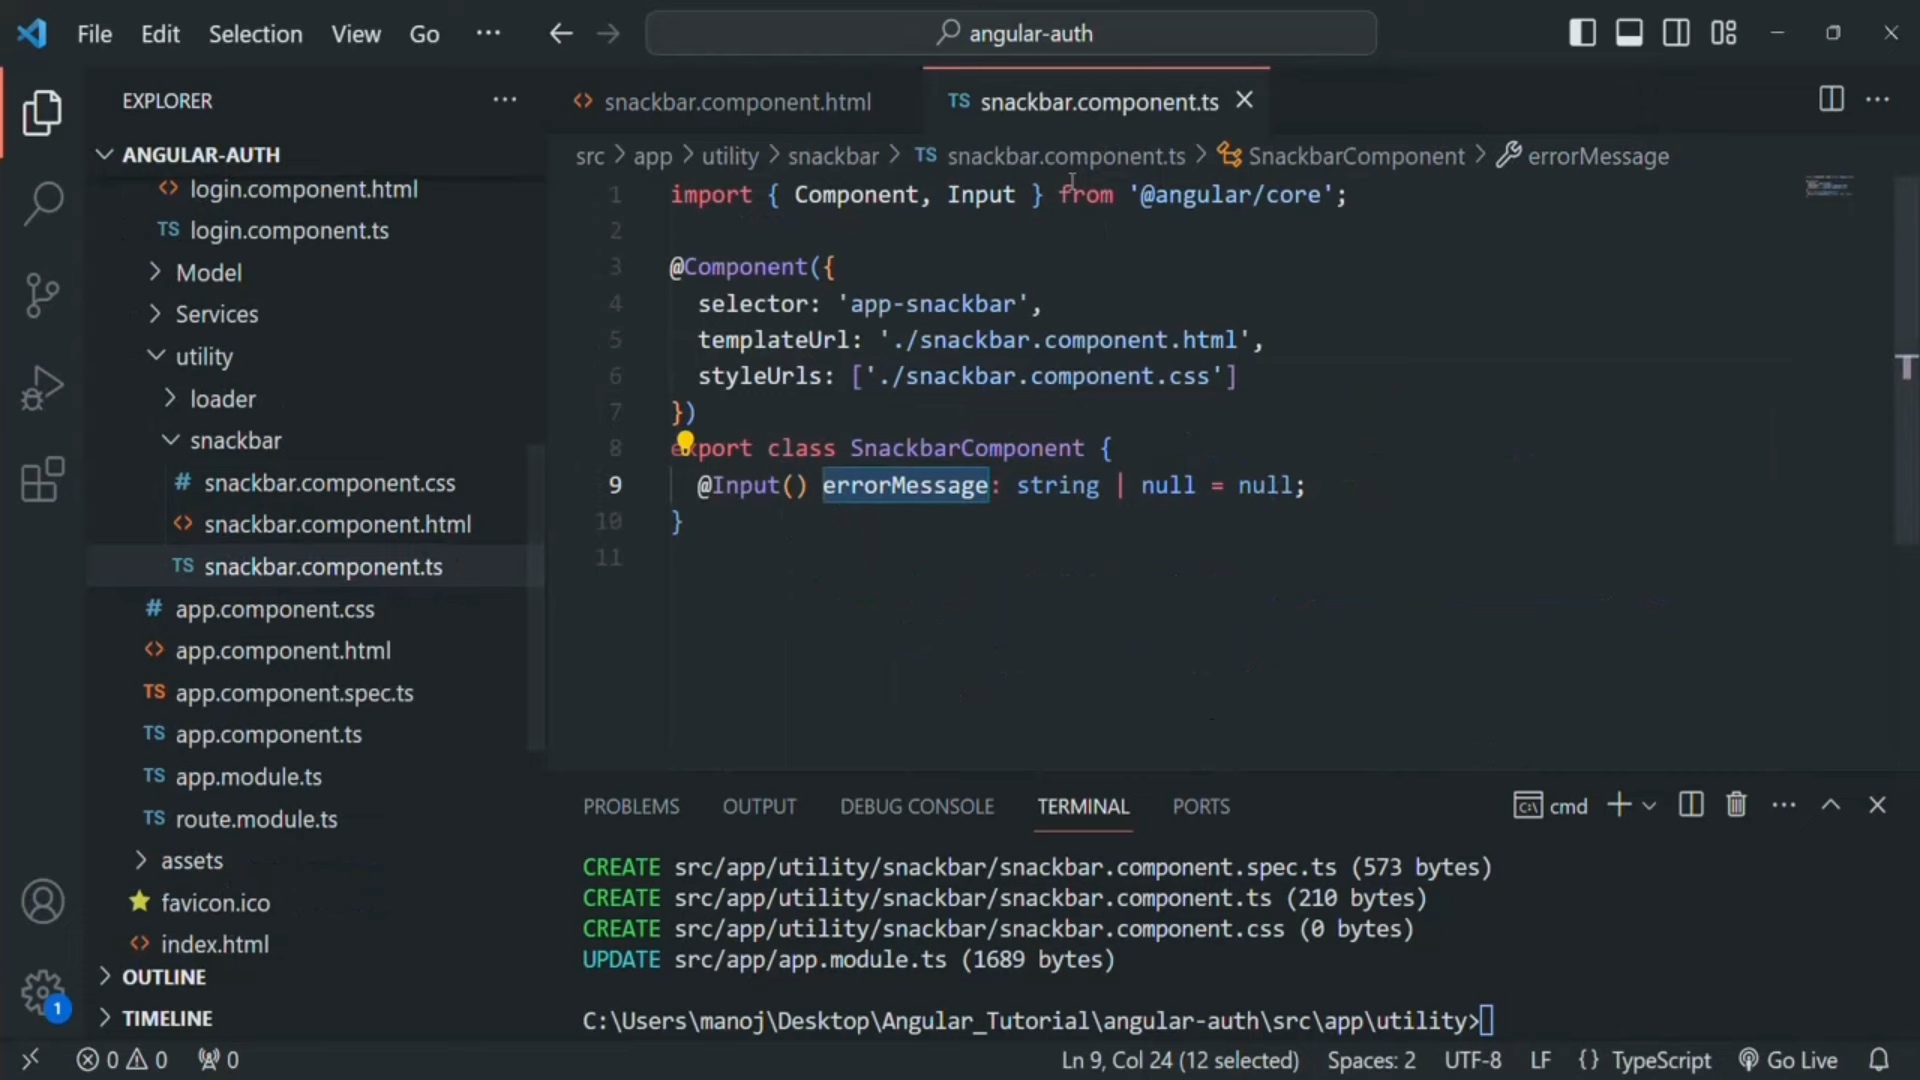 File Edit Selection View Go ··· angular-auth
EXPLORER ···
ANGULAR-AUTH
login.component.html
TS login.component.ts
Model
Services
utility
loader
snackbar
# snackbar.component.css
<> snackbar.component.html
TS snackbar.component.ts
# app.component.css
<> app.component.html
TS app.component.spec.ts
TS app.component.ts
TS app.module.ts
TS route.module.ts
assets
favicon.ico
<> index.html
OUTLINE
TIMELINE
<> snackbar.component.html TS snackbar.component.ts
src > app > utility > snackbar > TS snackbar.component.ts > SnackbarComponent > errorMessage
1 import { Component, Input } from '@angular/core';
2
3 @Component({
4 selector: 'app-snackbar',
5 templateUrl: './snackbar.component.html',
6 styleUrls: ['./snackbar.component.css']
7 })
8 export class SnackbarComponent {
9 @Input() errorMessage: string | null = null;
10 }
11
PROBLEMS OUTPUT DEBUG CONSOLE TERMINAL PORTS cmd
CREATE src/app/utility/snackbar/snackbar.component.spec.ts (573 bytes)
CREATE src/app/utility/snackbar/snackbar.component.ts (210 bytes)
CREATE src/app/utility/snackbar/snackbar.component.css (0 bytes)
UPDATE src/app/app.module.ts (1689 bytes)
C:\Users\manoj\Desktop\Angular_Tutorial\angular-auth\src\app\utility>
1
0 0 0 Ln 9, Col 24 (12 selected) Spaces: 2 UTF-8 LF {} TypeScript Go Live